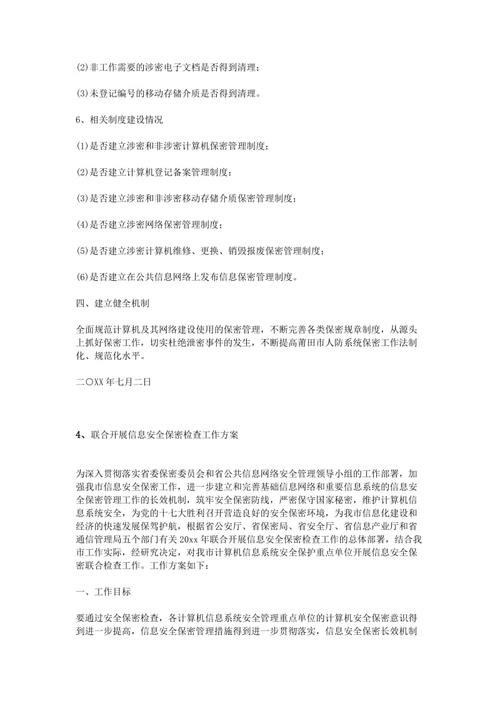 (2)非工作需要的涉密电子文档是否得到清理;
(3)未登记编号的移动存储介质是否得到清理。
6、相关制度建设情况
(1)是否建立涉密和非涉密计算机保密管理制度;
(2)是否建立计算机登记备案管理制度;
(3)是否建立涉密和非涉密移动存储介质保密管理制度;
(4)是否建立涉密网络保密管理制度;
(5)是否建立涉密计算机维修、更换、销毁报废保密管理制度;
(6)是否建立在公共信息网络上发布信息保密管理制度。
四、建立健全机制
全面规范计算机及其网络建设使用的保密管理，不断完善各类保密规章制度，从源头
上抓好保密工作，切实杜绝泄密事件的发生，不断提高莆田市人防系统保密工作法制
化、规范化水平。
二〇XX年七月二日
4、联合开展信息安全保密检查工作方案
为深入贯彻落实省委保密委员会和省公共信息网络安全管理领导小组的工作部署，加
强我市信息安全保密工作，进一步建立和完善基础信息网络和重要信息系统的信息安
全保密管理工作的长效机制，筑牢安全保密防线，严密保守国家秘密，维护计算机信
息系统安全，为党的十七大胜利召开营造良好的安全保密环境，为我市信息化建设和
经济的快速发展保驾护航，根据省公安厅、省保密局、省安全厅、省信息产业厅和省
通信管理局五个部门有关20xx年联合开展信息安全保密检查工作的总体部署，结合我
市工作实际，经研究决定，对我市计算机信息系统安全保护重点单位开展信息安全保
密联合检查工作。工作方案如下:
一、工作目标
要通过安全保密检查，各计算机信息系统安全管理重点单位的计算机安全保密意识得
到进一步提高，信息安全保密管理措施得到进一步贯彻落实，信息安全保密长效机制